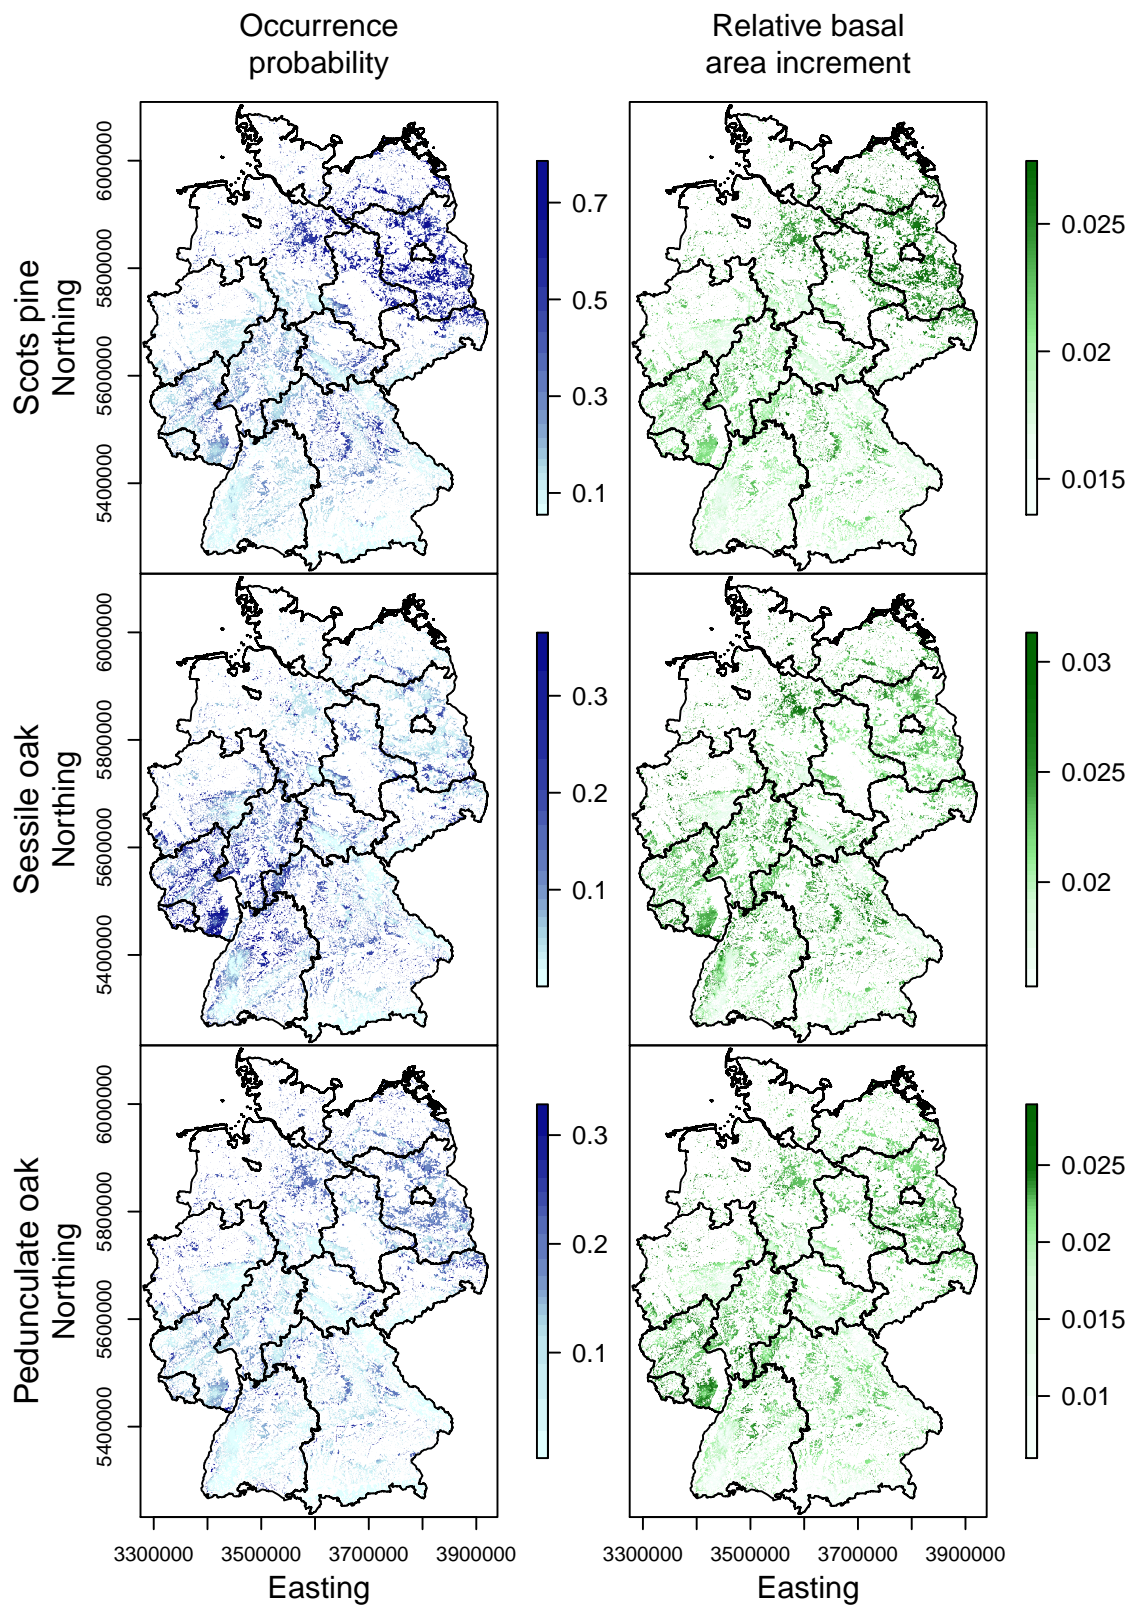 Occurrence
probability
Relative basal
area increment
Scots pine
Northing
6000000
5800000
5600000
5400000
0.7
0.5
0.3
0.1
0.025
0.02
0.015
Sessile oak
Northing
6000000
5800000
5600000
5400000
0.3
0.2
0.1
0.03
0.025
0.02
Pedunculate oak
Northing
6000000
5800000
5600000
5400000
0.3
0.2
0.1
0.025
0.02
0.015
0.01
3300000 3500000 3700000 3900000
Easting
3300000 3500000 3700000 3900000
Easting